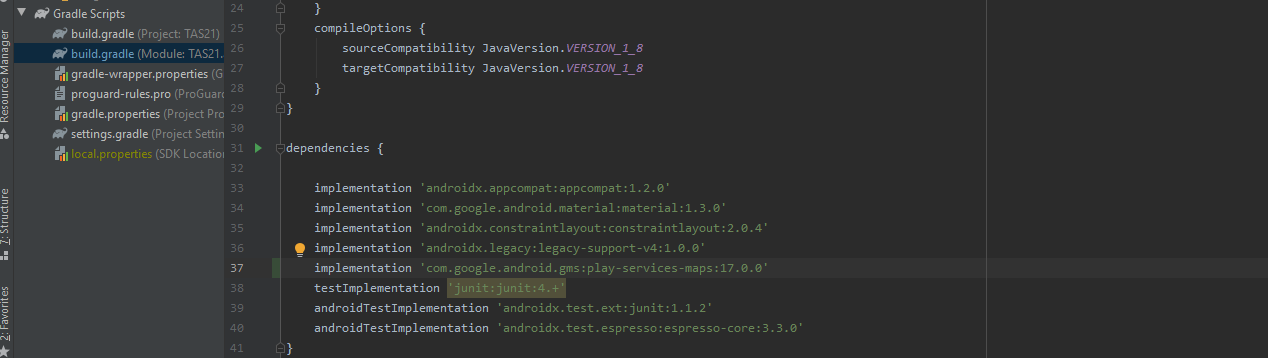 Gradle Scripts
build.gradle (Project: TAS21)
build.gradle (Module: TAS21.
gradle-wrapper.properties (G
proguard-rules.pro (ProGuard
gradle.properties (Project Pro
settings.gradle (Project Settin
local.properties (SDK Location
Resource Manager
7: Structure
2: Favorites
24 }
25 compileOptions {
26 sourceCompatibility JavaVersion.VERSION_1_8
27 targetCompatibility JavaVersion.VERSION_1_8
28 }
29 }
30
31 dependencies {
32
33 implementation 'androidx.appcompat:appcompat:1.2.0'
34 implementation 'com.google.android.material:material:1.3.0'
35 implementation 'androidx.constraintlayout:constraintlayout:2.0.4'
36 implementation 'androidx.legacy:legacy-support-v4:1.0.0'
37 implementation 'com.google.android.gms:play-services-maps:17.0.0'
38 testImplementation 'junit:junit:4.+'
39 androidTestImplementation 'androidx.test.ext:junit:1.1.2'
40 androidTestImplementation 'androidx.test.espresso:espresso-core:3.3.0'
41 }